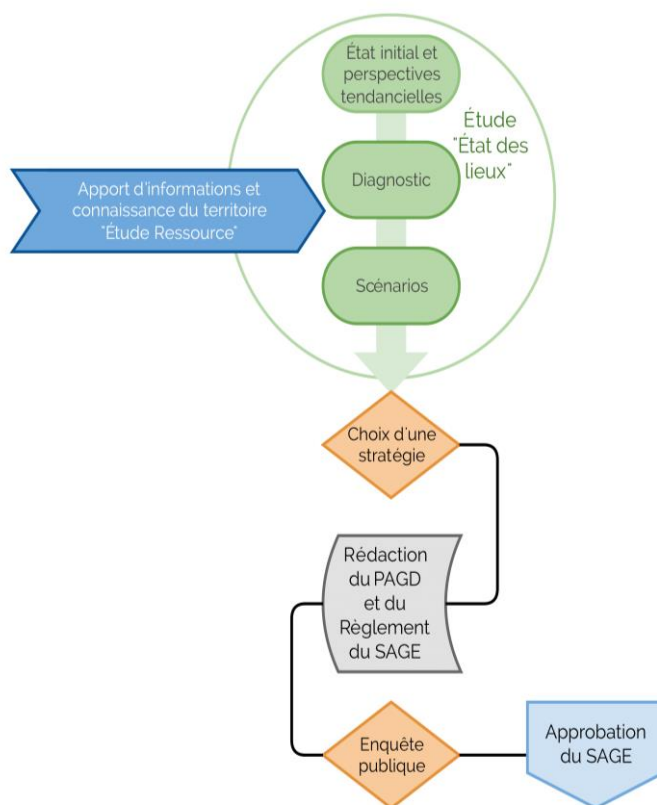 État initial et
perspectives
tendancielles
Étude
"État des
lieux"
Apport d'informations et
connaissance du territoire
"Étude Ressource"
Diagnostic
Scénarios
Choix d'une
stratégie
Rédaction
du PAGD
et du
Règlement
du SAGE
Enquête
publique
Approbation
du SAGE